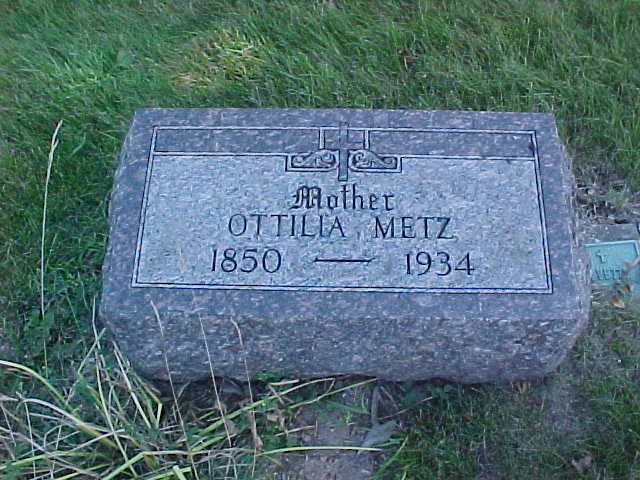 Mother
OTTILIA METZ
1850 — 1934